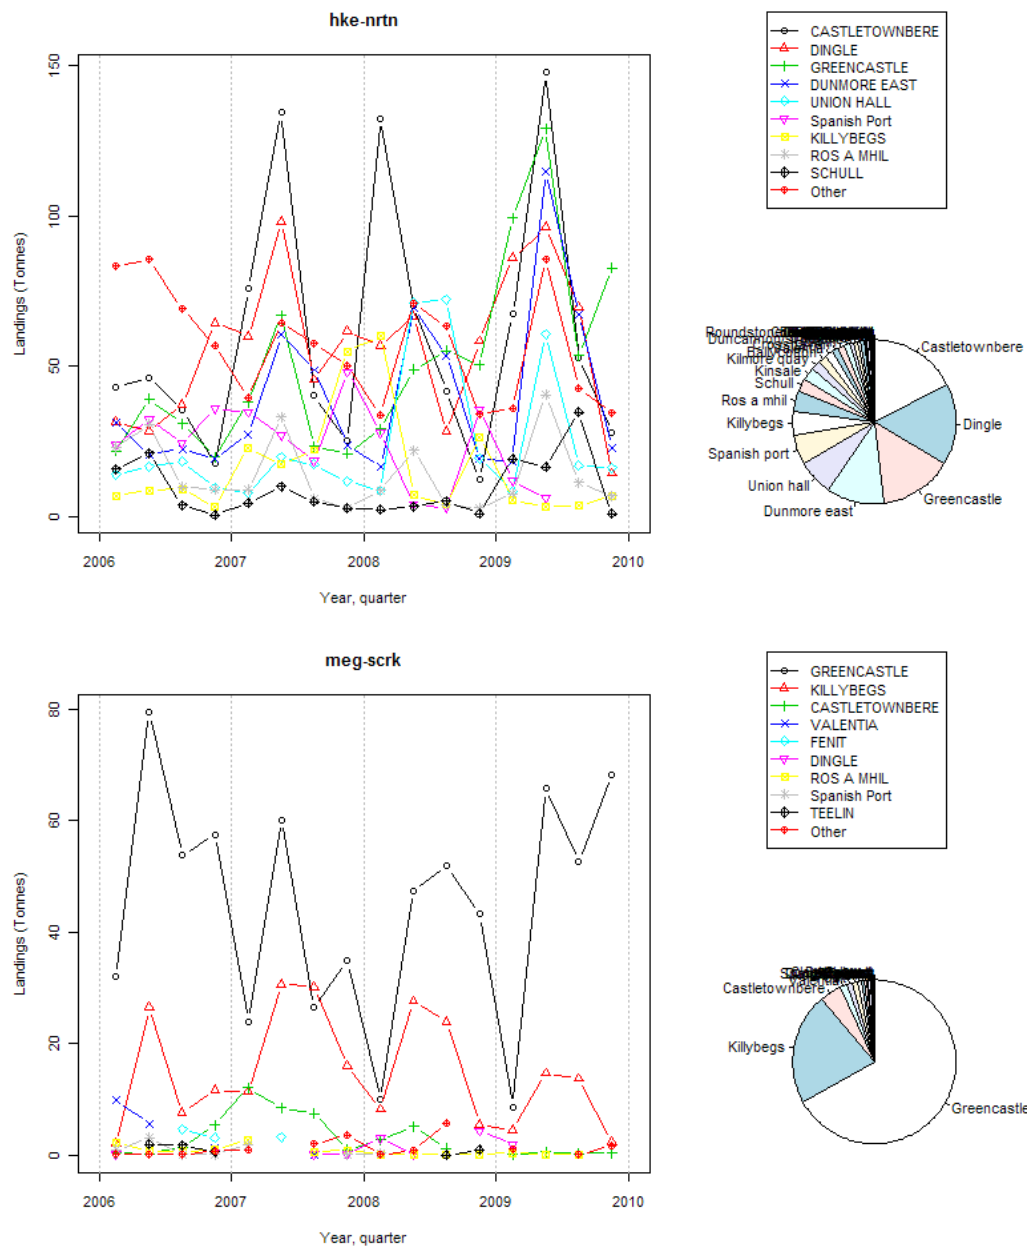 hke-nrtn
CASTLETOWNBERE
DINGLE
GREENCASTLE
DUNMORE EAST
UNION HALL
Spanish Port
KILLYBEGS
ROS A MHIL
SCHULL
Other
Landings (Tonnes)
150
100
50
0
2006 2007 2008 2009 2010
Year, quarter
Castletownbere
Dingle
Greencastle
Dunmore east
Union hall
Spanish port
Killybegs
Ros a mhil
Schull
Kinsale
Kilmore quay
meg-scrk
GREENCASTLE
KILLYBEGS
CASTLETOWNBERE
VALENTIA
FENIT
DINGLE
ROS A MHIL
Spanish Port
TEELIN
Other
Landings (Tonnes)
80
60
40
20
0
2006 2007 2008 2009 2010
Year, quarter
Valentia
Castletownbere
Killybegs
Greencastle